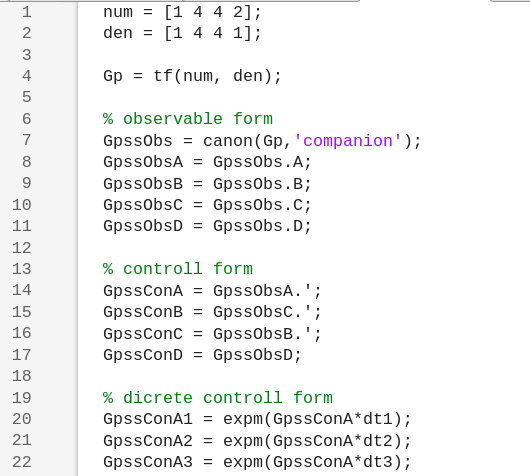 1 num = [1 4 4 2];
2 den = [1 4 4 1];
3
4 Gp = tf(num, den);
5
6 % observable form
7 GpssObs = canon(Gp,'companion');
8 GpssObsA = GpssObs.A;
9 GpssObsB = GpssObs.B;
10 GpssObsC = GpssObs.C;
11 GpssObsD = GpssObs.D;
12
13 % controll form
14 GpssConA = GpssObsA.';
15 GpssConB = GpssObsC.';
16 GpssConC = GpssObsB.';
17 GpssConD = GpssObsD;
18
19 % dicrete controll form
20 GpssConA1 = expm(GpssConA*dt1);
21 GpssConA2 = expm(GpssConA*dt2);
22 GpssConA3 = expm(GpssConA*dt3);